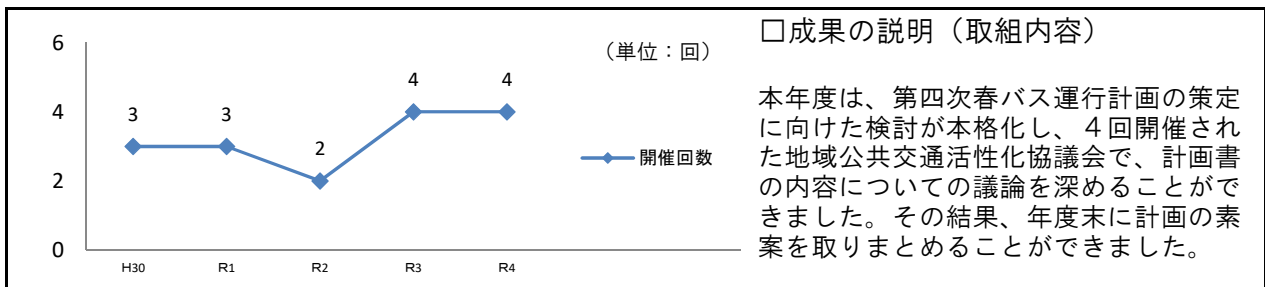 6
4
2
0
（単位：回）
3
3
2
4
4
開催回数
H30
R1
R2
R3
R4
□成果の説明（取組内容）
本年度は、第四次春バス運行計画の策定
に向けた検討が本格化し、４回開催され
た地域公共交通活性化協議会で、計画書
の内容についての議論を深めることがで
きました。その結果、年度末に計画の素
案を取りまとめることができました。